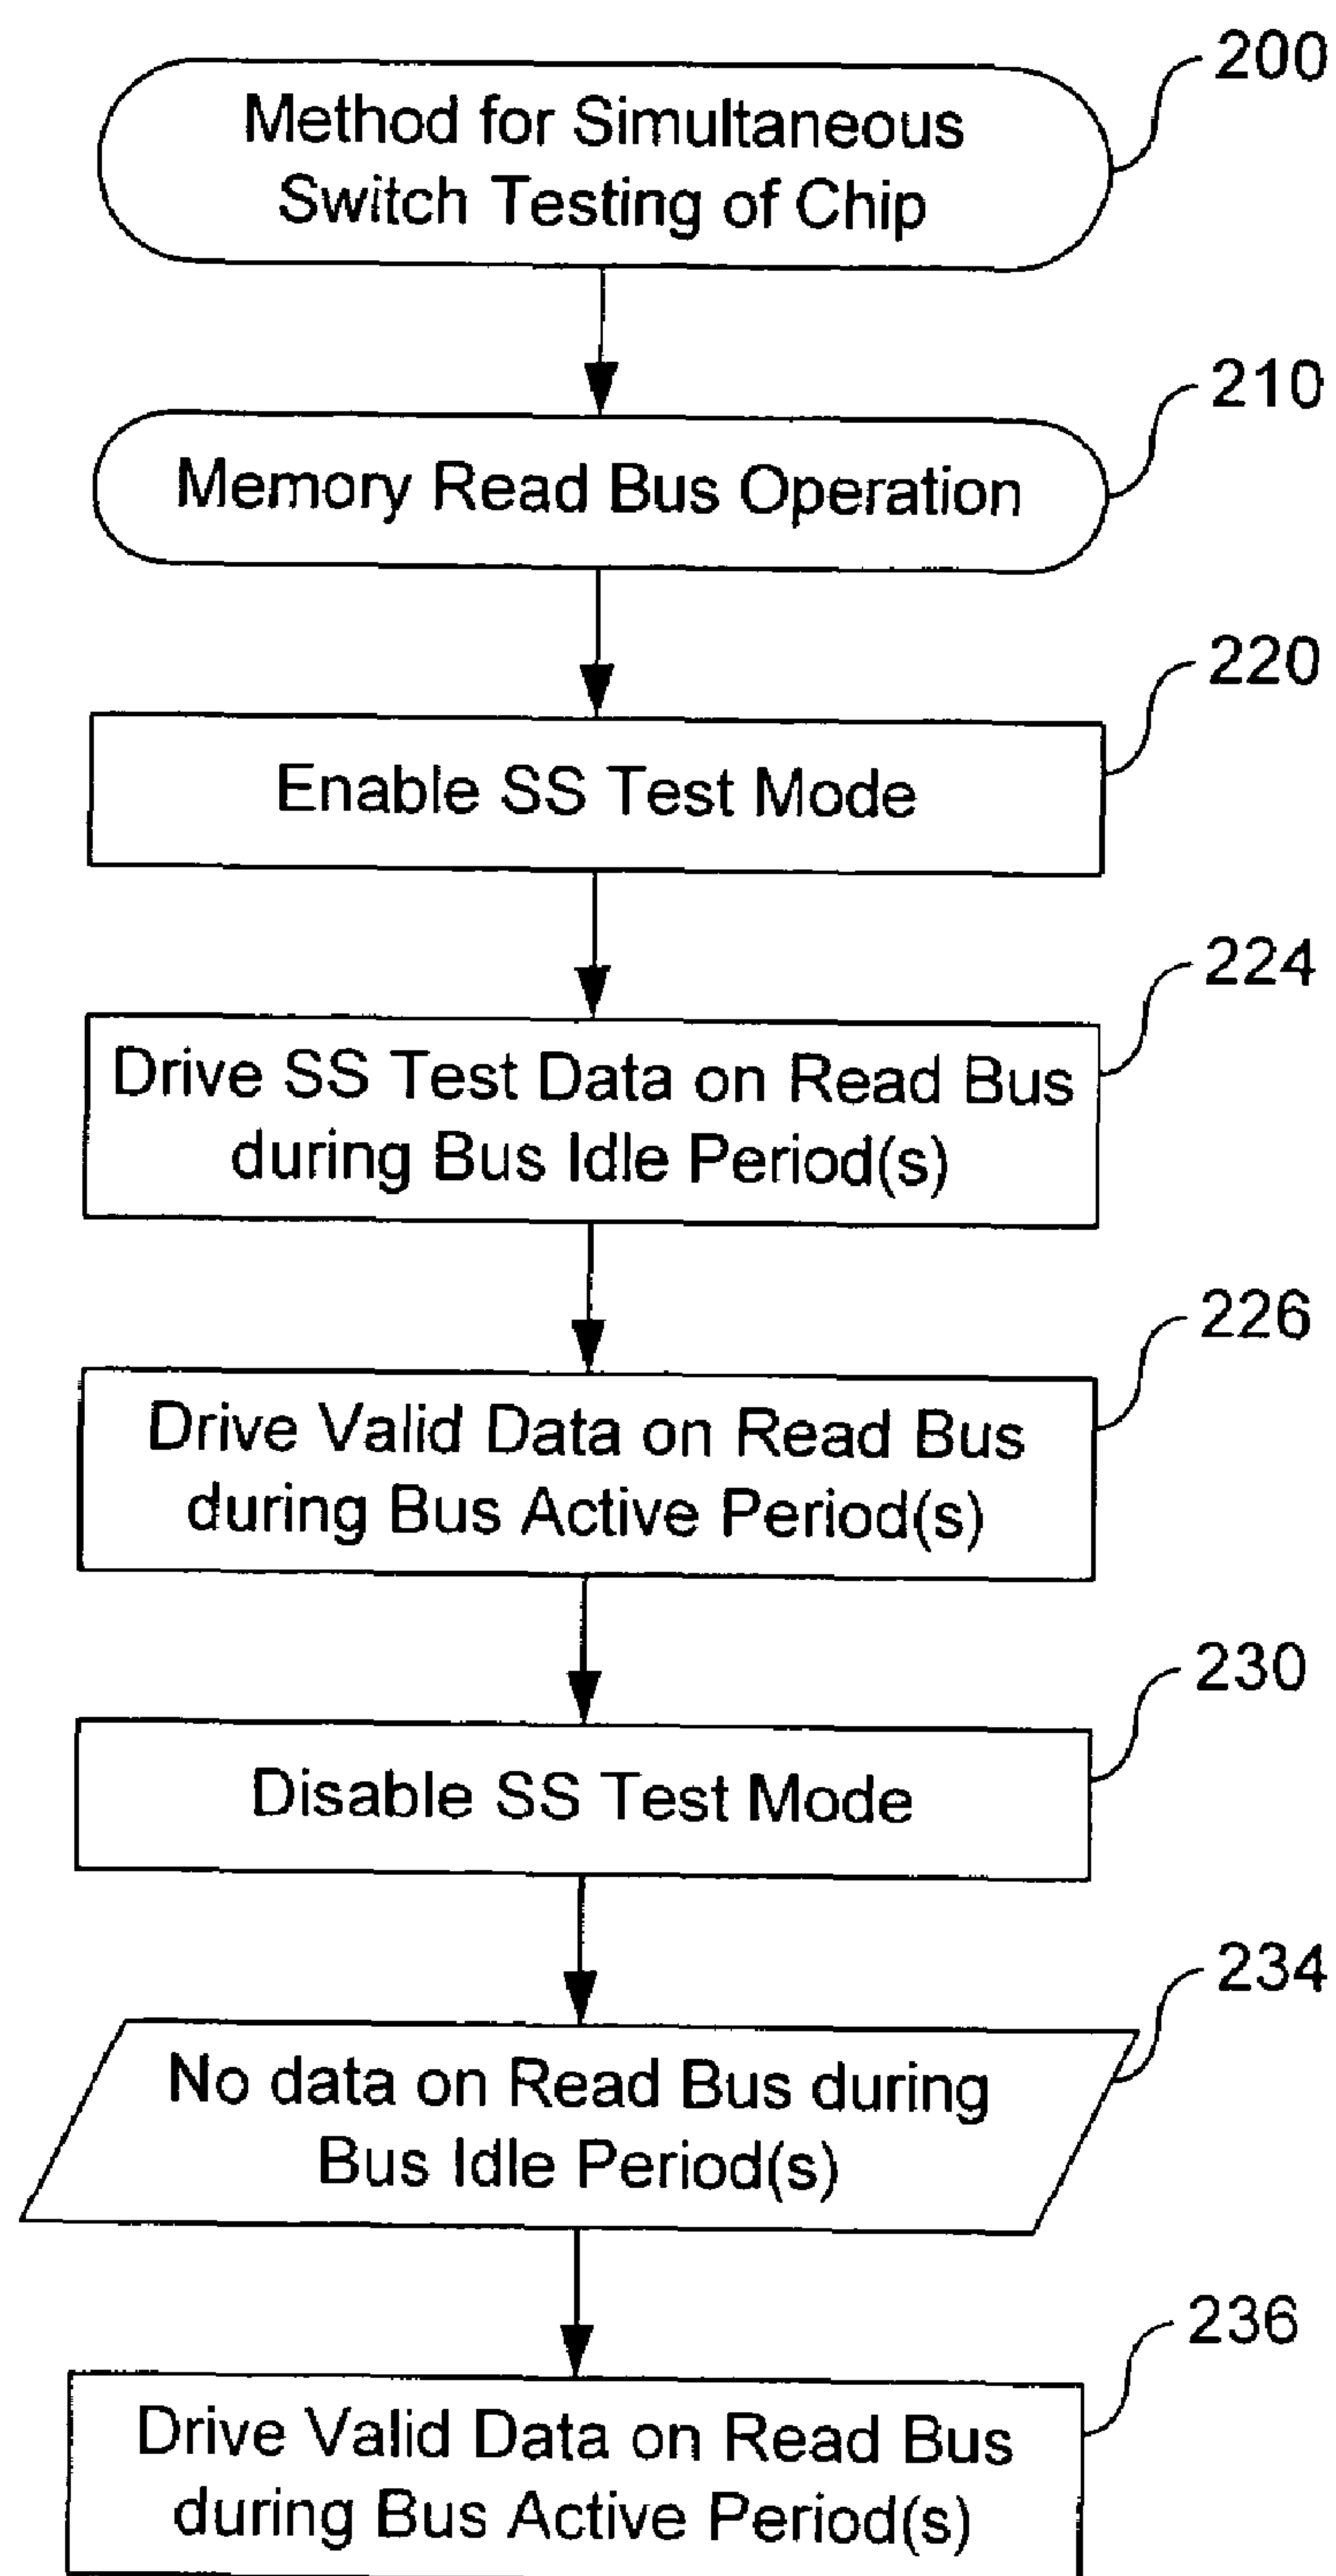 200
Method for Simultaneous
Switch Testing of Chip
210
Memory Read Bus Operation
220
Enable SS Test Mode
224
Drive SS Test Data on Read Bus
during Bus Idle Period(s)
226
Drive Valid Data on Read Bus
during Bus Active Period(s)
230
Disable SS Test Mode
234
No data on Read Bus during
Bus Idle Period(s)
236
Drive Valid Data on Read Bus
during Bus Active Period(s)